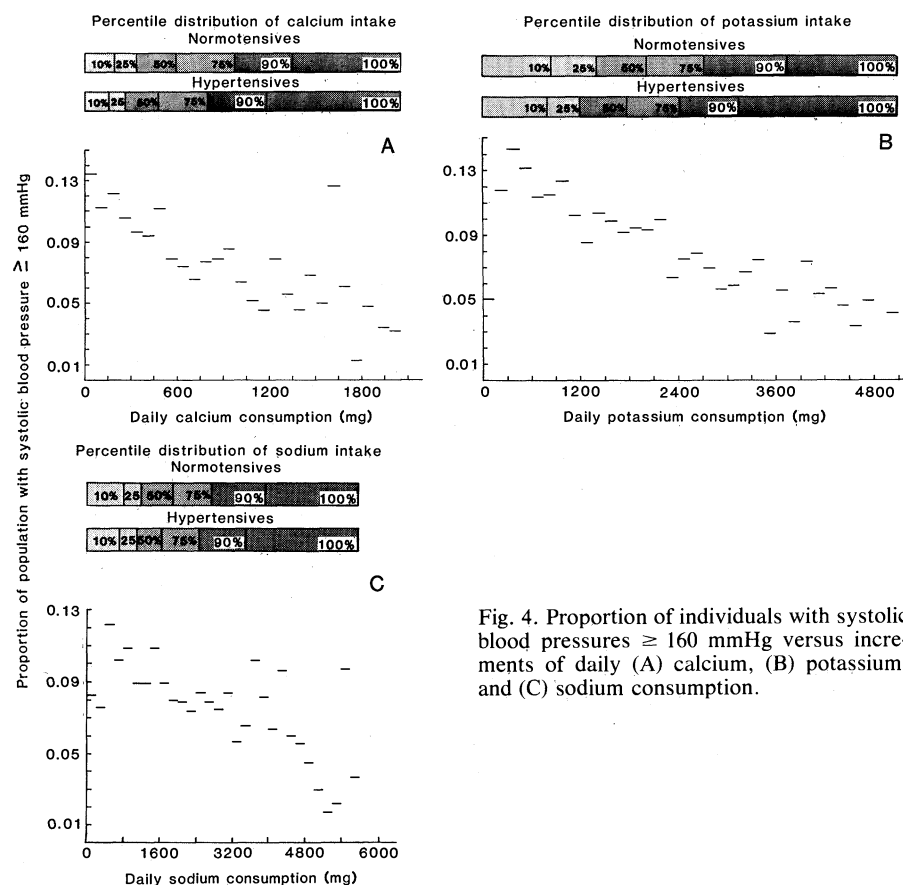 Percentile distribution of calcium intake
Normotensives
10% 25% 50% 75% 90% 100%
Hypertensives
10% 25 50% 75% 90% 100%
A
0.13
0.09
0.05
0.01
0 600 1200 1800
Daily calcium consumption (mg)
Percentile distribution of potassium intake
Normotensives
10% 25% 50% 75% 90% 100%
Hypertensives
10% 25% 50% 75% 90% 100%
B
0.13
0.09
0.05
0.01
0 1200 2400 3600 4800
Daily potassium consumption (mg)
Proportion of population with systolic blood pressure ≥ 160 mmHg
Percentile distribution of sodium intake
Normotensives
10% 25 50% 75% 90% 100%
Hypertensives
10% 25 50% 75% 90% 100%
C
0.13
0.09
0.05
0.01
0 1600 3200 4800 6000
Daily sodium consumption (mg)
Fig. 4. Proportion of individuals with systolic
blood pressures ≥ 160 mmHg versus incre-
ments of daily (A) calcium, (B) potassium
and (C) sodium consumption.